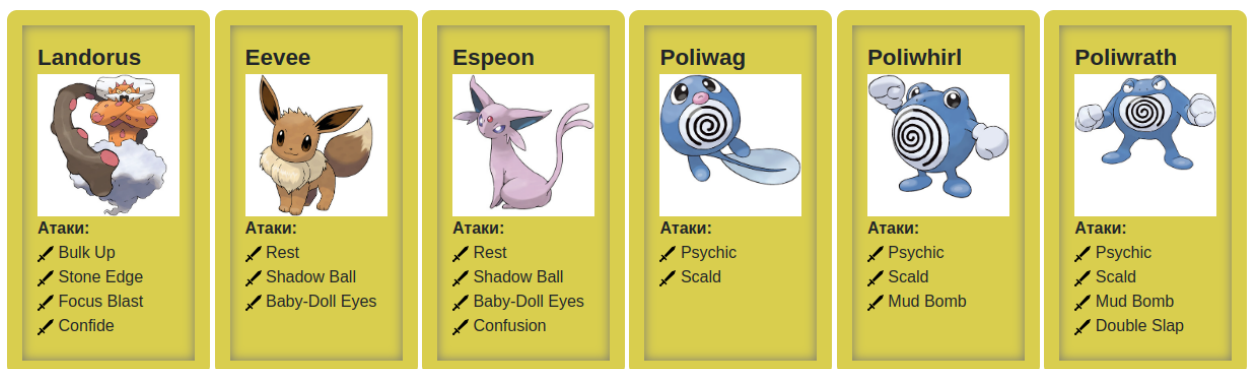 Landorus
Атаки:
Bulk Up
Stone Edge
Focus Blast
Confide
Eevee
Атаки:
Rest
Shadow Ball
Baby-Doll Eyes
Espeon
Атаки:
Rest
Shadow Ball
Baby-Doll Eyes
Confusion
Poliwag
Атаки:
Psychic
Scald
Poliwhirl
Атаки:
Psychic
Scald
Mud Bomb
Poliwrath
Атаки:
Psychic
Scald
Mud Bomb
Double Slap